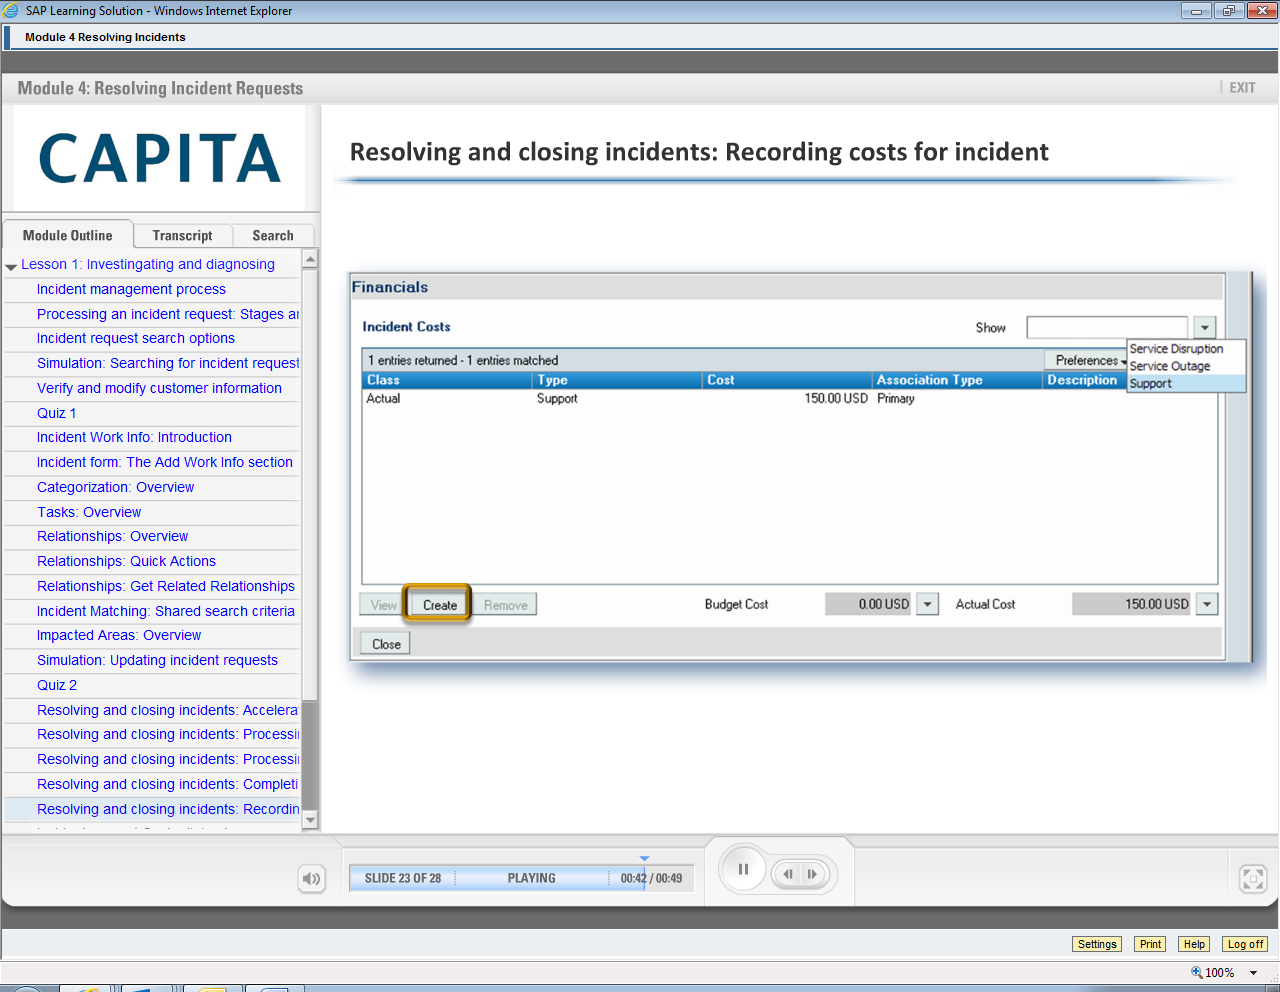 SAP Learning Solution - Windows Internet Explorer
Module 4 Resolving Incidents
Module 4: Resolving Incident Requests
EXIT
CAPITA
Module Outline
Transcript
Search
Lesson 1: Investingating and diagnosing
Incident management process
Processing an incident request: Stages a
Incident request search options
Simulation: Searching for incident request
Verify and modify customer information
Quiz 1
Incident Work Info: Introduction
Incident form: The Add Work Info section
Categorization: Overview
Tasks: Overview
Relationships: Overview
Relationships: Quick Actions
Relationships: Get Related Relationships
Incident Matching: Shared search criteria
Impacted Areas: Overview
Simulation: Updating incident requests
Quiz 2
Resolving and closing incidents: Accelera
Resolving and closing incidents: Processi
Resolving and closing incidents: Processi
Resolving and closing incidents: Completi
Resolving and closing incidents: Recordin
Resolving and closing incidents: Recording costs for incident
Financials
Incident Costs
Show
Service Disruption
Service Outage
Support
1 entries returned - 1 entries matched
Preferences
Class Type Cost Association Type Description
Actual Support 150.00 USD Primary
View Create Remove
Budget Cost 0.00 USD
Actual Cost 150.00 USD
Close
SLIDE 23 OF 28
PLAYING
00:42 / 00:49
Settings
Print
Help
Log off
100%